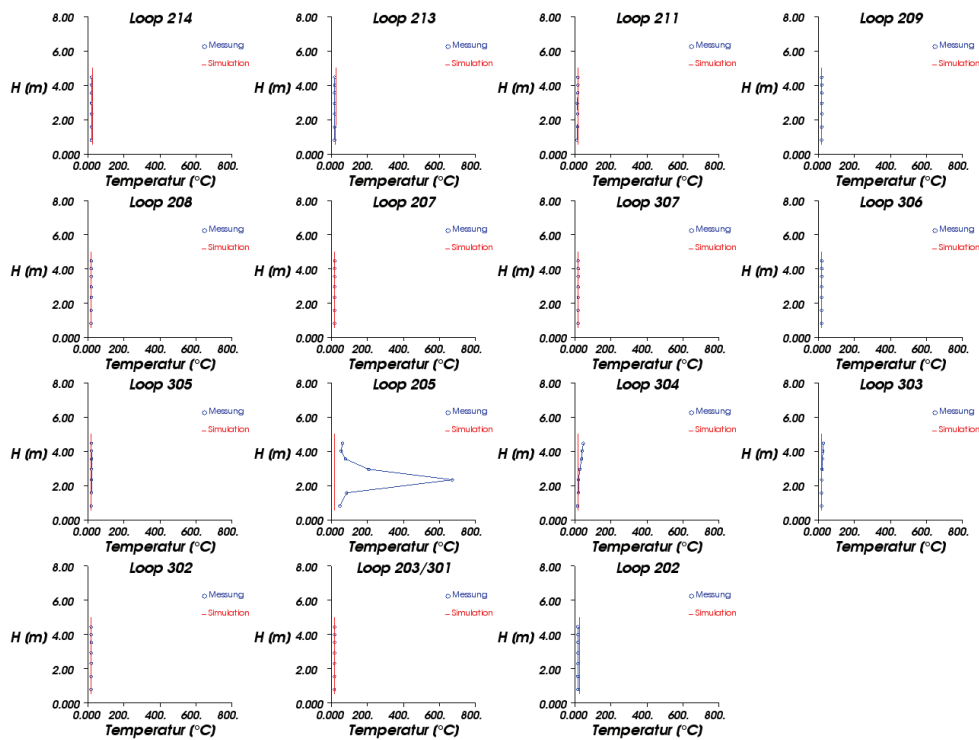 Loop 214
8.00
6.00
4.00
2.00
0.000
H (m)
Messung
Simulation
0.000 200. 400. 600. 800.
Temperatur (°C)
Loop 213
8.00
6.00
4.00
2.00
0.000
H (m)
Messung
Simulation
0.000 200. 400. 600. 800.
Temperatur (°C)
Loop 211
8.00
6.00
4.00
2.00
0.000
H (m)
Messung
Simulation
0.000 200. 400. 600. 800.
Temperatur (°C)
Loop 209
8.00
6.00
4.00
2.00
0.000
H (m)
Messung
Simulation
0.000 200. 400. 600. 800.
Temperatur (°C)
Loop 208
8.00
6.00
4.00
2.00
0.000
H (m)
Messung
Simulation
0.000 200. 400. 600. 800.
Temperatur (°C)
Loop 207
8.00
6.00
4.00
2.00
0.000
H (m)
Messung
Simulation
0.000 200. 400. 600. 800.
Temperatur (°C)
Loop 307
8.00
6.00
4.00
2.00
0.000
H (m)
Messung
Simulation
0.000 200. 400. 600. 800.
Temperatur (°C)
Loop 306
8.00
6.00
4.00
2.00
0.000
H (m)
Messung
Simulation
0.000 200. 400. 600. 800.
Temperatur (°C)
Loop 305
8.00
6.00
4.00
2.00
0.000
H (m)
Messung
Simulation
0.000 200. 400. 600. 800.
Temperatur (°C)
Loop 205
8.00
6.00
4.00
2.00
0.000
H (m)
Messung
Simulation
0.000 200. 400. 600. 800.
Temperatur (°C)
Loop 304
8.00
6.00
4.00
2.00
0.000
H (m)
Messung
Simulation
0.000 200. 400. 600. 800.
Temperatur (°C)
Loop 303
8.00
6.00
4.00
2.00
0.000
H (m)
Messung
Simulation
0.000 200. 400. 600. 800.
Temperatur (°C)
Loop 302
8.00
6.00
4.00
2.00
0.000
H (m)
Messung
Simulation
0.000 200. 400. 600. 800.
Temperatur (°C)
Loop 203/301
8.00
6.00
4.00
2.00
0.000
H (m)
Messung
Simulation
0.000 200. 400. 600. 800.
Temperatur (°C)
Loop 202
8.00
6.00
4.00
2.00
0.000
H (m)
Messung
Simulation
0.000 200. 400. 600. 800.
Temperatur (°C)